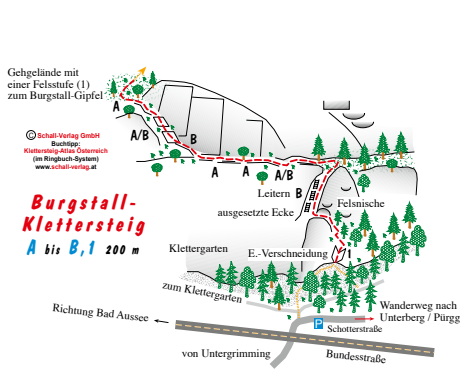 Gehgelände mit
einer Felsstufe (1)
zum Burgstall-Gipfel
A
A/B
B
© Schall-Verlag GmbH
Buchtipp:
Klettersteig-Atlas Österreich
(im Ringbuch-System)
www.schall-verlag.at
A A A/B
Leitern B
ausgesetzte Ecke
Felsnische
Burgstall-
Klettersteig
A bis B,1 200 m
Klettergarten
E.-Verschneidung
zum Klettergarten
Wanderweg nach
Unterberg / Pürgg
Richtung Bad Aussee
P
Schotterstraße
von Untergrimming
Bundesstraße